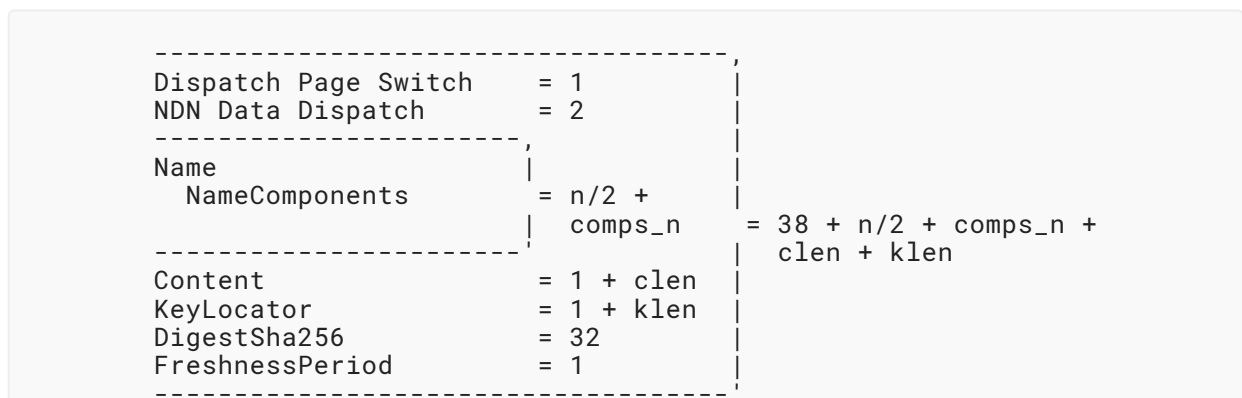 ------------------------------------,
Dispatch Page Switch    = 1         |
NDN Data Dispatch       = 2         |
-----------------------,            |
Name                   |            |
  NameComponents        = n/2 +     |
                       |  comps_n    = 38 + n/2 + comps_n +
-----------------------'            |  clen + klen
Content                 = 1 + clen  |
KeyLocator              = 1 + klen  |
DigestSha256            = 32        |
FreshnessPeriod         = 1         |
------------------------------------'